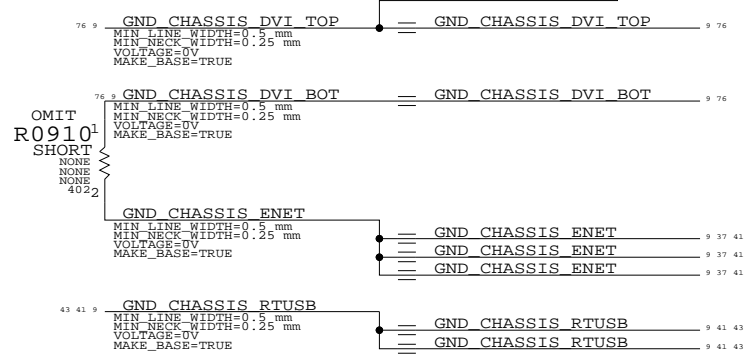 76 9 GND_CHASSIS_DVI_TOP = GND_CHASSIS_DVI_TOP 9 76
MIN_LINE_WIDTH=0.5 mm
MIN_NECK_WIDTH=0.25 mm
VOLTAGE=0V
MAKE_BASE=TRUE
76 9 GND_CHASSIS_DVI_BOT = GND_CHASSIS_DVI_BOT 9 76
MIN_LINE_WIDTH=0.5 mm
MIN_NECK_WIDTH=0.25 mm
VOLTAGE=0V
MAKE_BASE=TRUE
OMIT
R0910 1
SHORT
NONE
NONE
NONE
402 2
GND_CHASSIS_ENET
MIN_LINE_WIDTH=0.5 mm
MIN_NECK_WIDTH=0.25 mm
VOLTAGE=0V
MAKE_BASE=TRUE
= GND_CHASSIS_ENET 9 37 41
= GND_CHASSIS_ENET 9 37 41
= GND_CHASSIS_ENET 9 37 41
43 41 9 GND_CHASSIS_RTUSB
MIN_LINE_WIDTH=0.5 mm
MIN_NECK_WIDTH=0.25 mm
VOLTAGE=0V
MAKE_BASE=TRUE
= GND_CHASSIS_RTUSB 9 41 43
= GND_CHASSIS_RTUSB 9 41 43